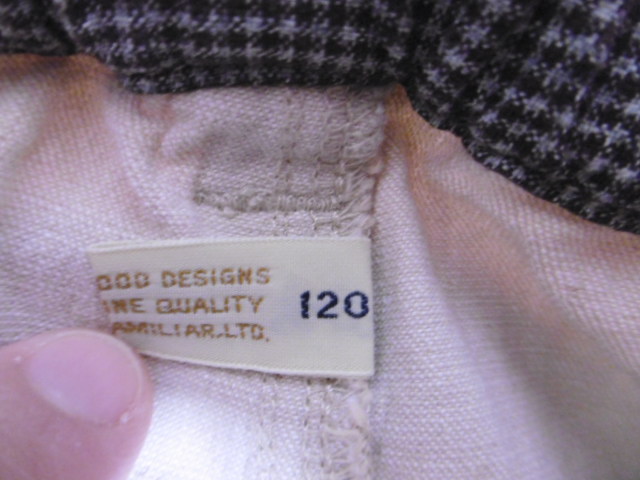 OOD DESIGNS
INE QUALITY
AMILIAR.LTD.
120